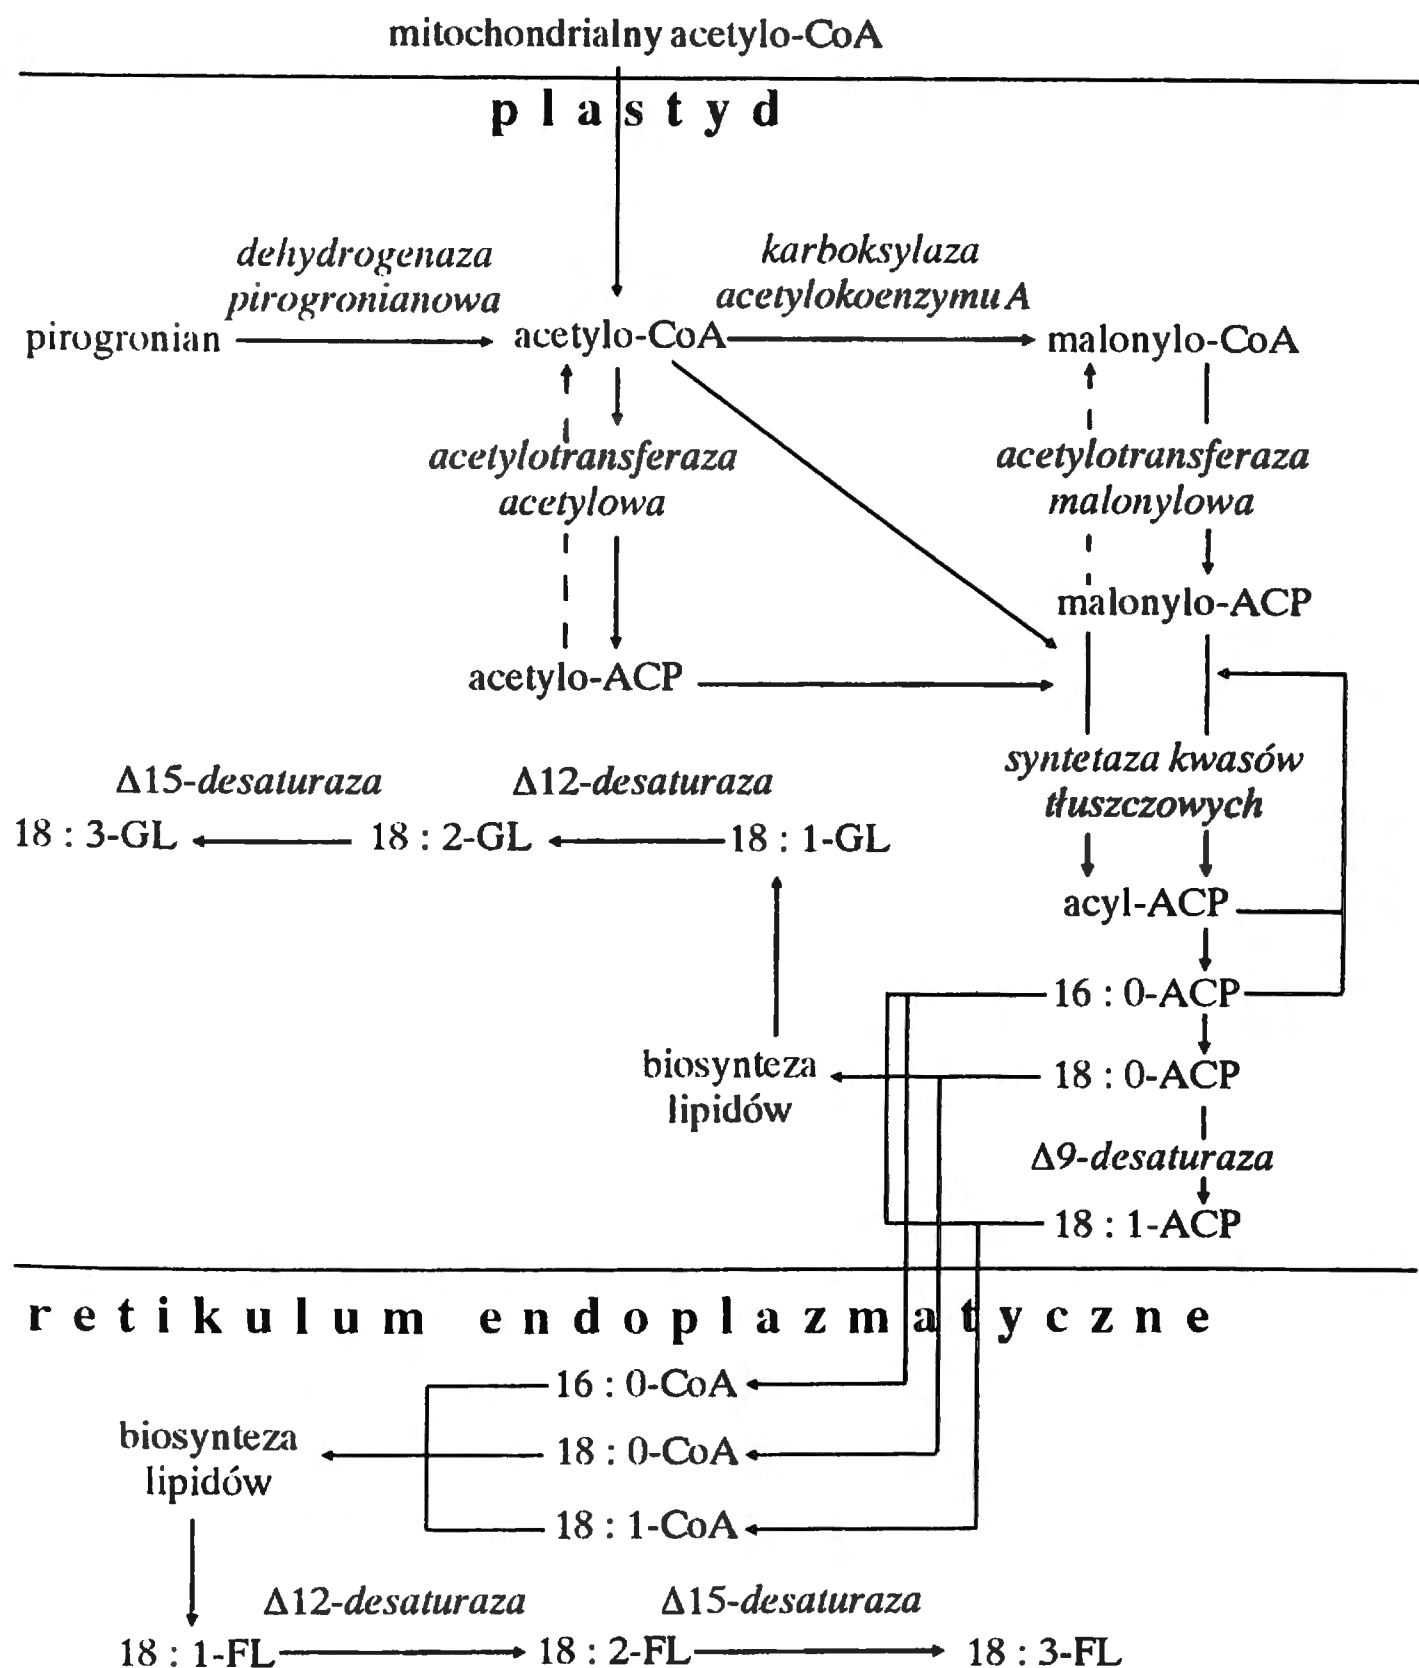 mitochondrialny acetylo-CoA
plastyd
dehydrogenaza
pirogronianowa
karboksylaza
acetylokoenzymu A
pirogronian
acetylo-CoA
malonylo-CoA
acetylotransferaza
acetylowa
acetylotransferaza
malonylowa
malonylo-ACP
acetylo-ACP
syntetaza kwasów
tłuszczowych
Δ15-desaturaza
Δ12-desaturaza
18 : 3-GL
18 : 2-GL
18 : 1-GL
acyl-ACP
16 : 0-ACP
biosynteza
lipidów
18 : 0-ACP
Δ9-desaturaza
18 : 1-ACP
retikulum endoplazmatyczne
16 : 0-CoA
biosynteza
lipidów
18 : 0-CoA
18 : 1-CoA
Δ12-desaturaza
Δ15-desaturaza
18 : 1-FL
18 : 2-FL
18 : 3-FL